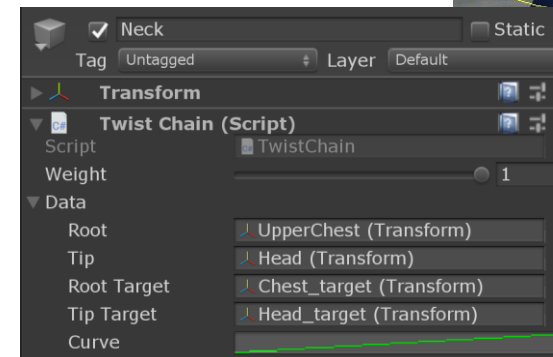 Neck Static
Tag Untagged Layer Default
Transform
C# Twist Chain (Script)
Script TwistChain
Weight 1
Data
Root UpperChest (Transform)
Tip Head (Transform)
Root Target Chest_target (Transform)
Tip Target Head_target (Transform)
Curve